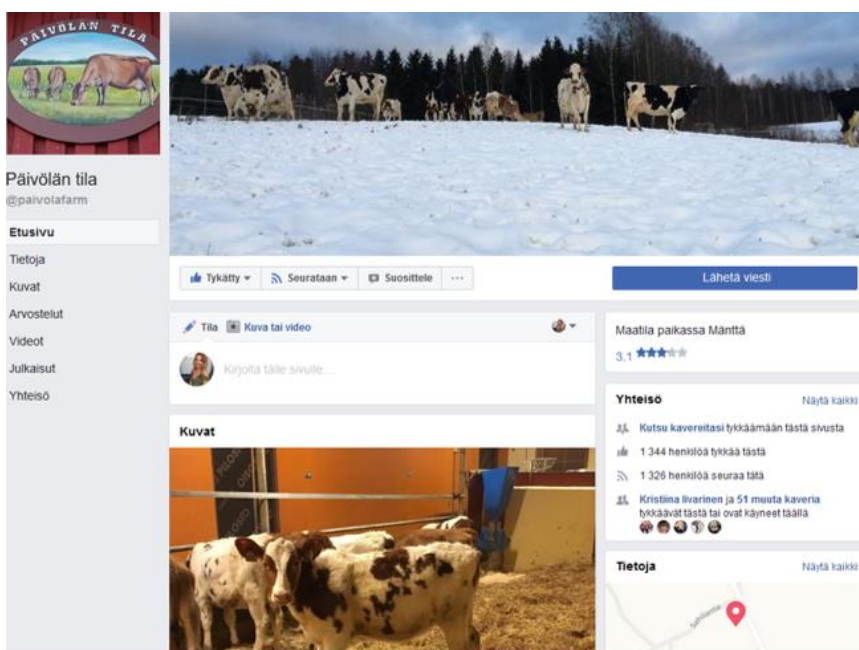 PÄIVÖLÄN TILA
Päivölän tila
@paivolafarm
Etusivu
Tietoja
Kuvat
Arvostelut
Videot
Julkaisut
Yhteisö
Tykätty
Seurataan
Suosittele
...
Lähetä viesti
Tila Kuva tai video
Kirjoita tälle sivulle...
Kuvat
Maatila paikassa Mänttä
3,1
Yhteisö Näytä kaikki
Kutsu kavereitasi tykkäämään tästä sivusta
1 344 henkilöä tykkää tästä
1 326 henkilöä seuraa tätä
Kristiina Iivarinen ja 51 muuta kaveria
tykkäävät tästä tai ovat käyneet täällä
Tietoja Näytä kaikki